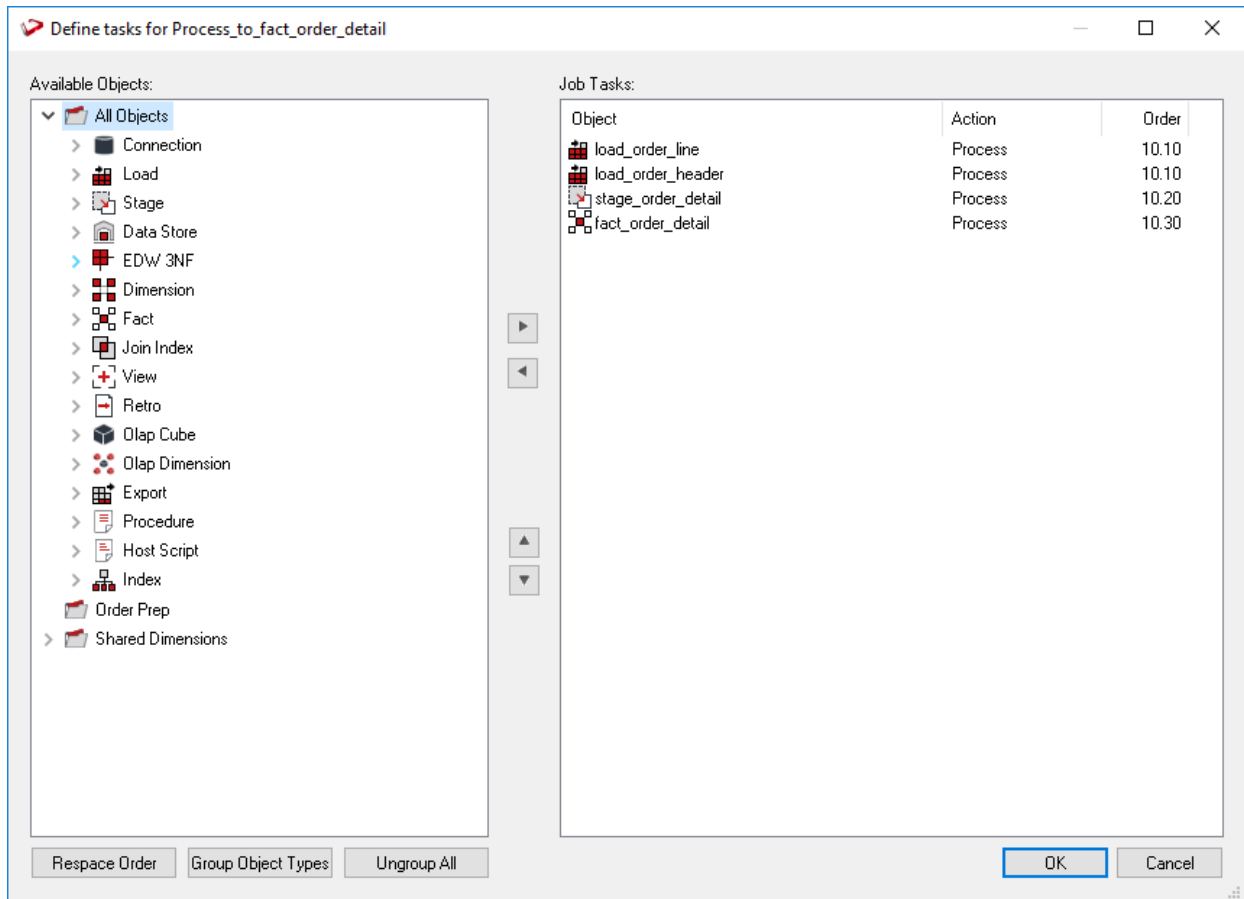 Define tasks for Process_to_fact_order_detail
Available Objects:
All Objects
Connection
Load
Stage
Data Store
EDW 3NF
Dimension
Fact
Join Index
View
Retro
Olap Cube
Olap Dimension
Export
Procedure
Host Script
Index
Order Prep
Shared Dimensions
Job Tasks:
Object Action Order
load_order_line Process 10.10
load_order_header Process 10.10
stage_order_detail Process 10.20
fact_order_detail Process 10.30
Respace Order Group Object Types Ungroup All OK Cancel